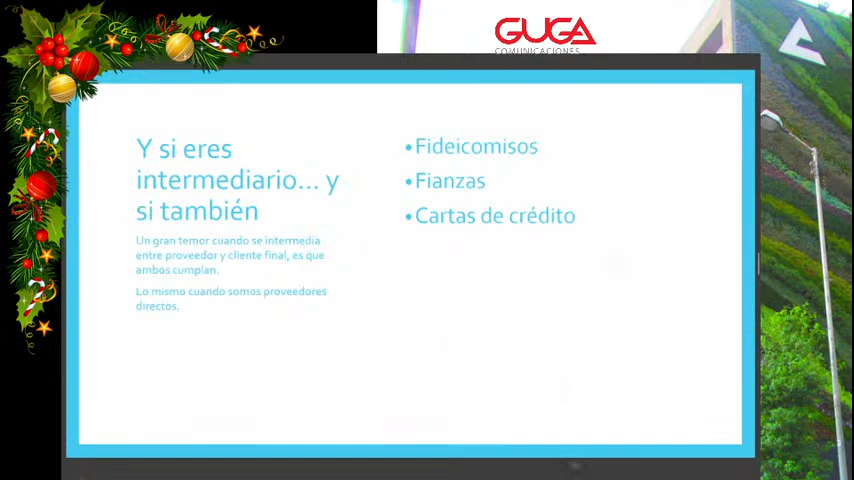 GUGA
COMUNICACIONES
Y si eres
intermediario... y
si también
Un gran temor cuando se intermedia
entre proveedor y cliente final, es que
ambos cumplan.
Lo mismo cuando somos proveedores
directos.
•Fideicomisos
•Fianzas
•Cartas de crédito